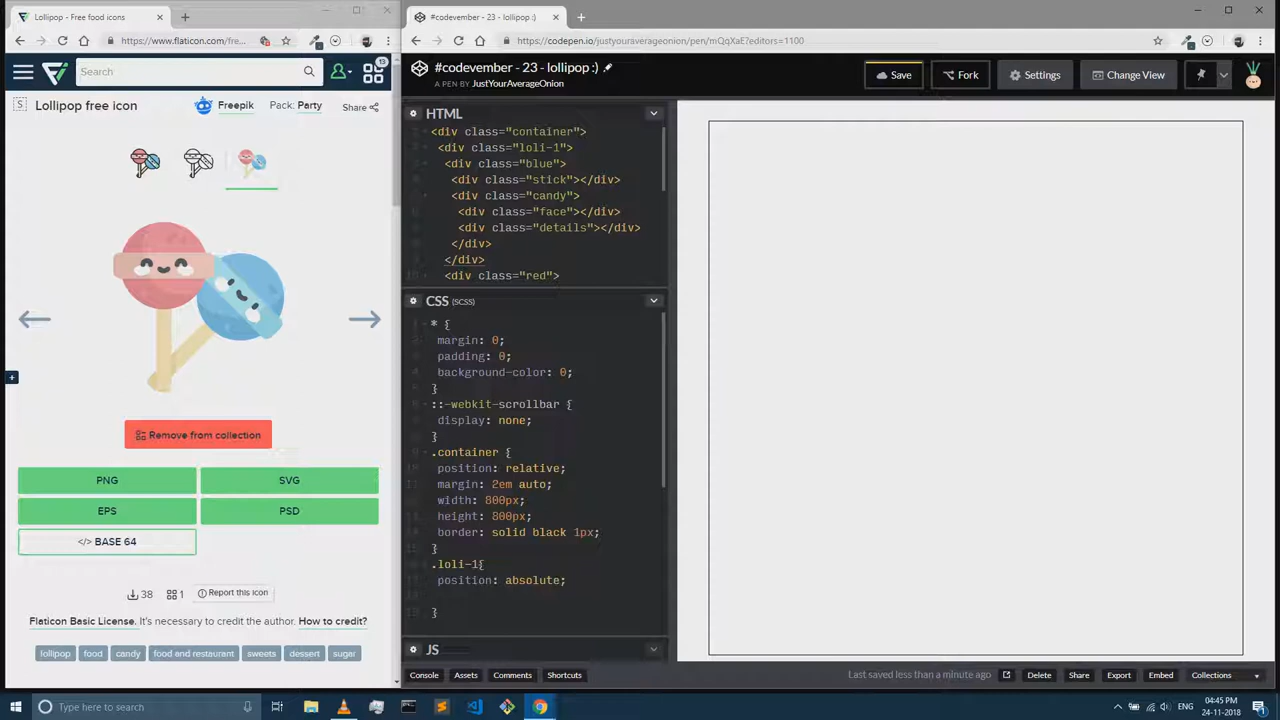 Lollipop - Free food icons
https://www.flaticon.com/fre...
Search
13
S
Lollipop free icon
Freepik
Pack: Party
Share
Remove from collection
PNG
SVG
EPS
PSD
</> BASE 64
38
1
Report this icon
Flaticon Basic License. It's necessary to credit the author. How to credit?
lollipop
food
candy
food and restaurant
sweets
dessert
sugar
#codevember - 23 - lollipop :)
https://codepen.io/justyouraverageonion/pen/mQqXaE?editors=1100
#codevember - 23 - lollipop :)
A PEN BY JustYourAverageOnion
Save
Fork
Settings
Change View
HTML
<div class="container">
<div class="loli-1">
<div class="blue">
<div class="stick"></div>
<div class="candy">
<div class="face"></div>
<div class="details"></div>
</div>
</div>
<div class="red">
CSS (SCSS)
* {
margin: 0;
padding: 0;
background-color: 0;
}
::-webkit-scrollbar {
display: none;
}
.container {
position: relative;
margin: 2em auto;
width: 800px;
height: 800px;
border: solid black 1px;
}
.loli-1{
position: absolute;
}
JS
Console
Assets
Comments
Shortcuts
Last saved less than a minute ago
Delete
Share
Export
Embed
Collections
Type here to search
ENG
04:45 PM
24-11-2018
1